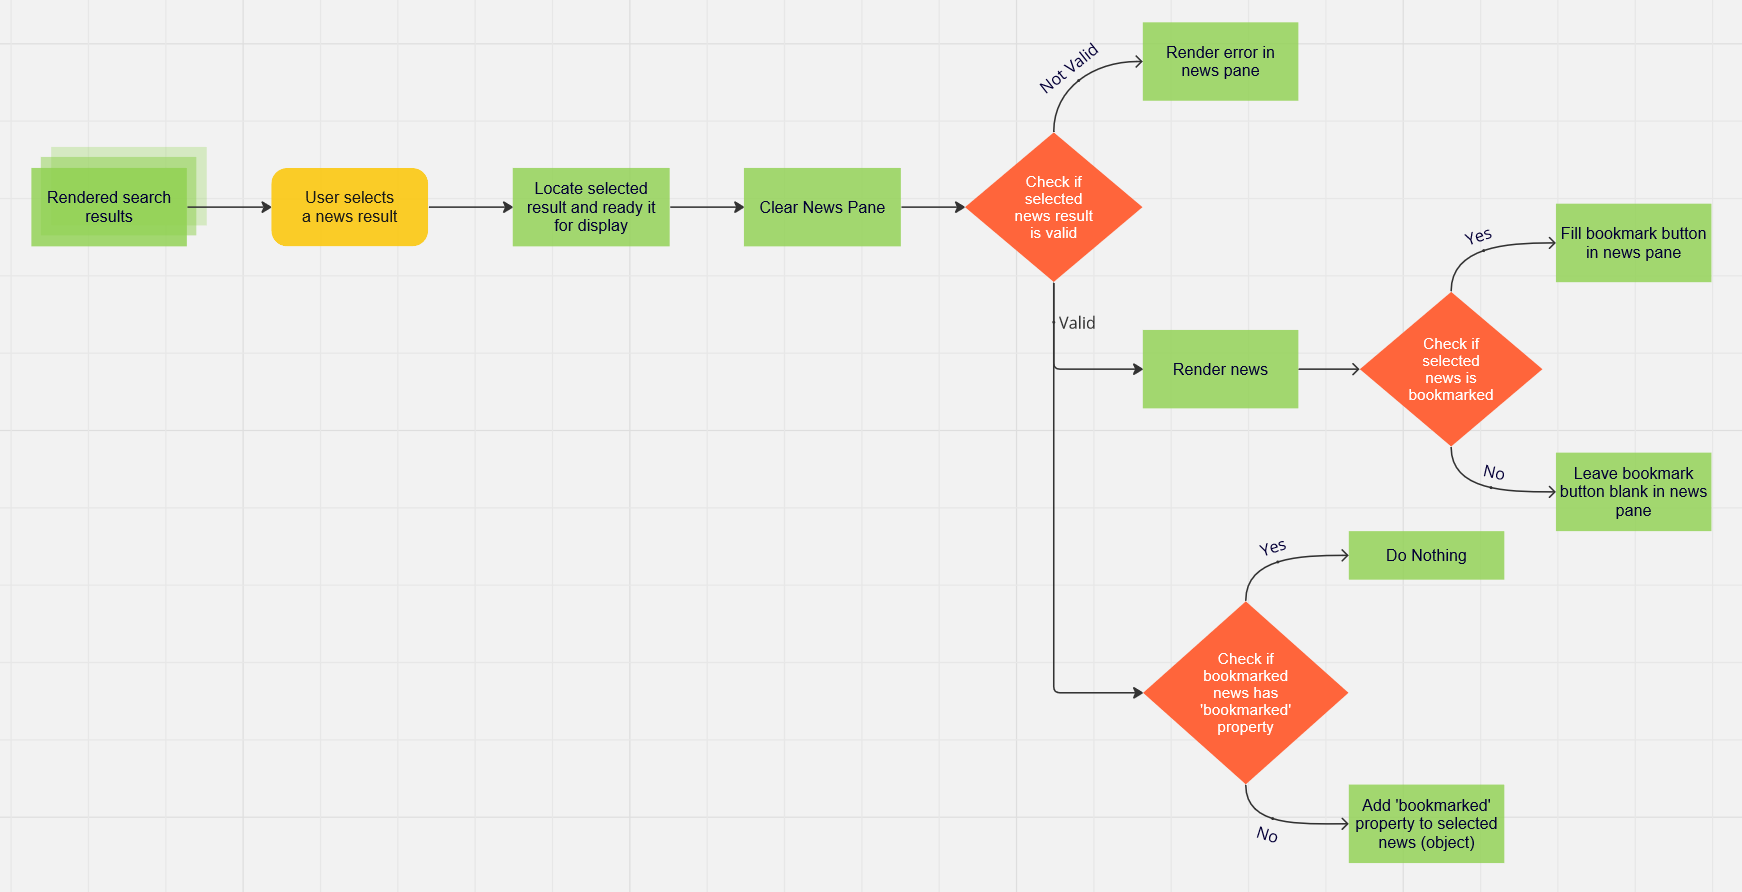 Rendered search
results
User selects
a news result
Locate selected
result and ready it
for display
Clear News Pane
Check if
selected
news result
is valid
Not Valid
Render error in
news pane
Valid
Render news
Check if
selected
news is
bookmarked
Yes
Fill bookmark button
in news pane
No
Leave bookmark
button blank in news
pane
Check if
bookmarked
news has
'bookmarked'
property
Yes
Do Nothing
No
Add 'bookmarked'
property to selected
news (object)